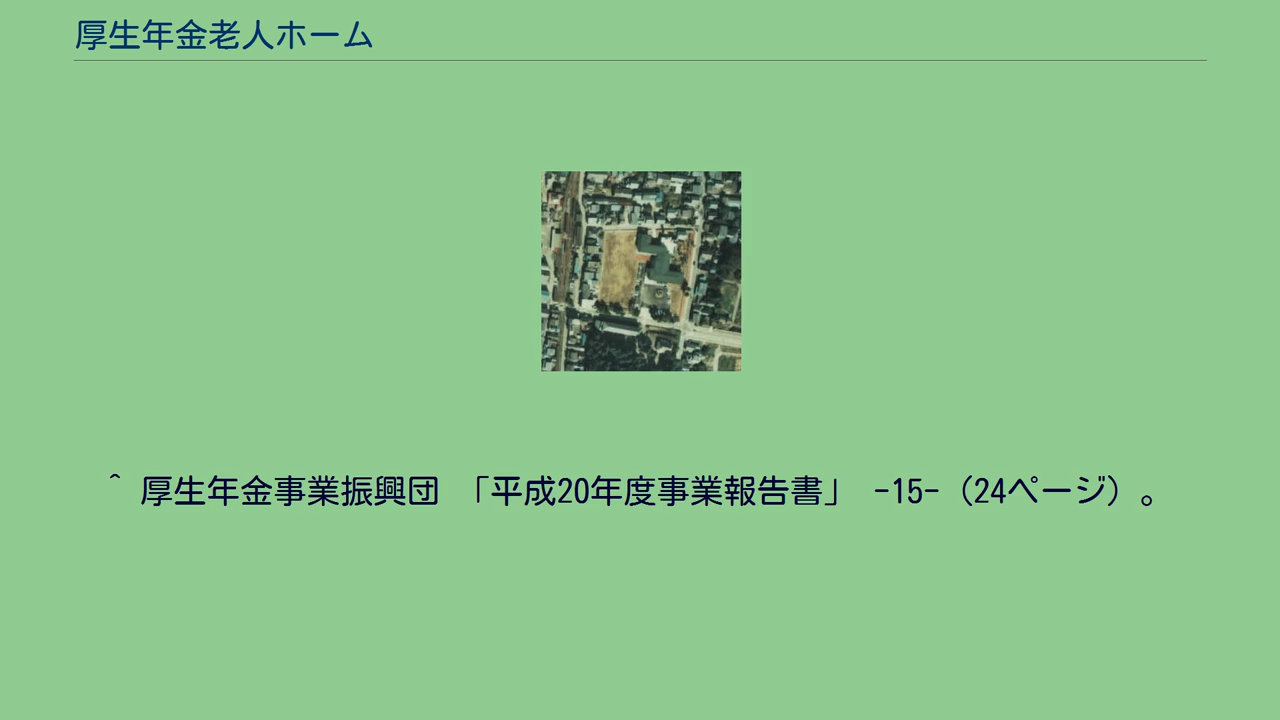 厚生年金老人ホーム
^ 厚生年金事業振興団 「平成20年度事業報告書」 -15-（24ページ）。